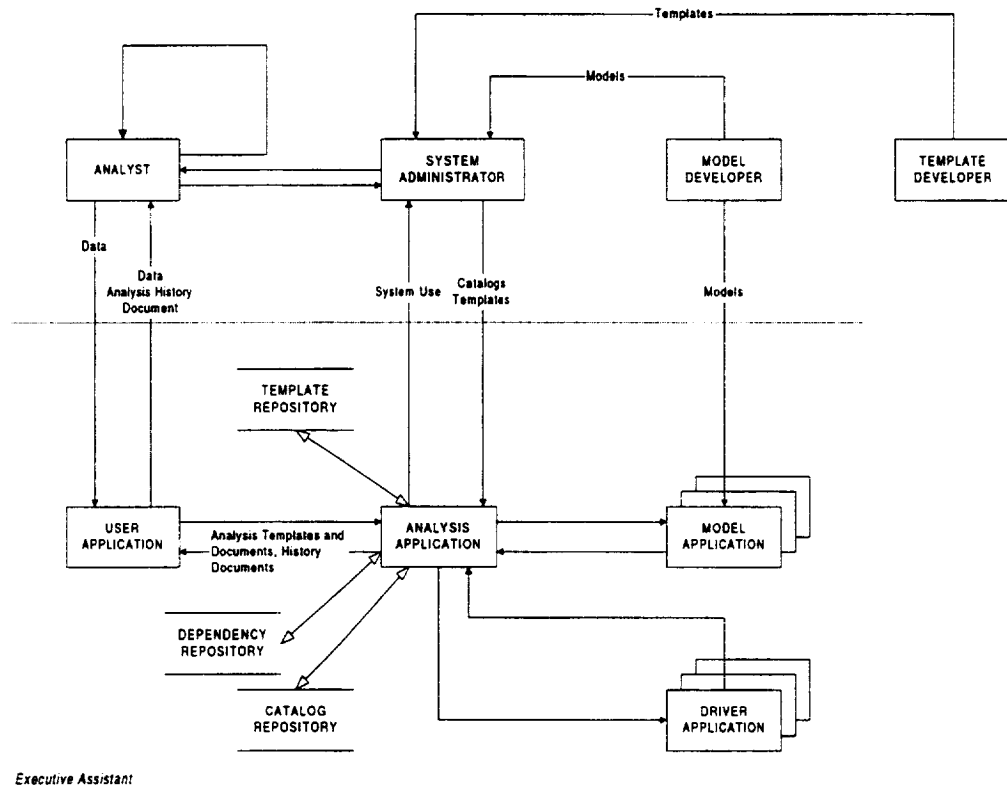 Templates
Models
ANALYST
SYSTEM
ADMINISTRATOR
MODEL
DEVELOPER
TEMPLATE
DEVELOPER
Data
Data
Analysis History
Document
System Use
Catalogs
Templates
Models
TEMPLATE
REPOSITORY
USER
APPLICATION
Analysis Templates and
Documents, History
Documents
ANALYSIS
APPLICATION
MODEL
APPLICATION
DEPENDENCY
REPOSITORY
CATALOG
REPOSITORY
DRIVER
APPLICATION
Executive Assistant